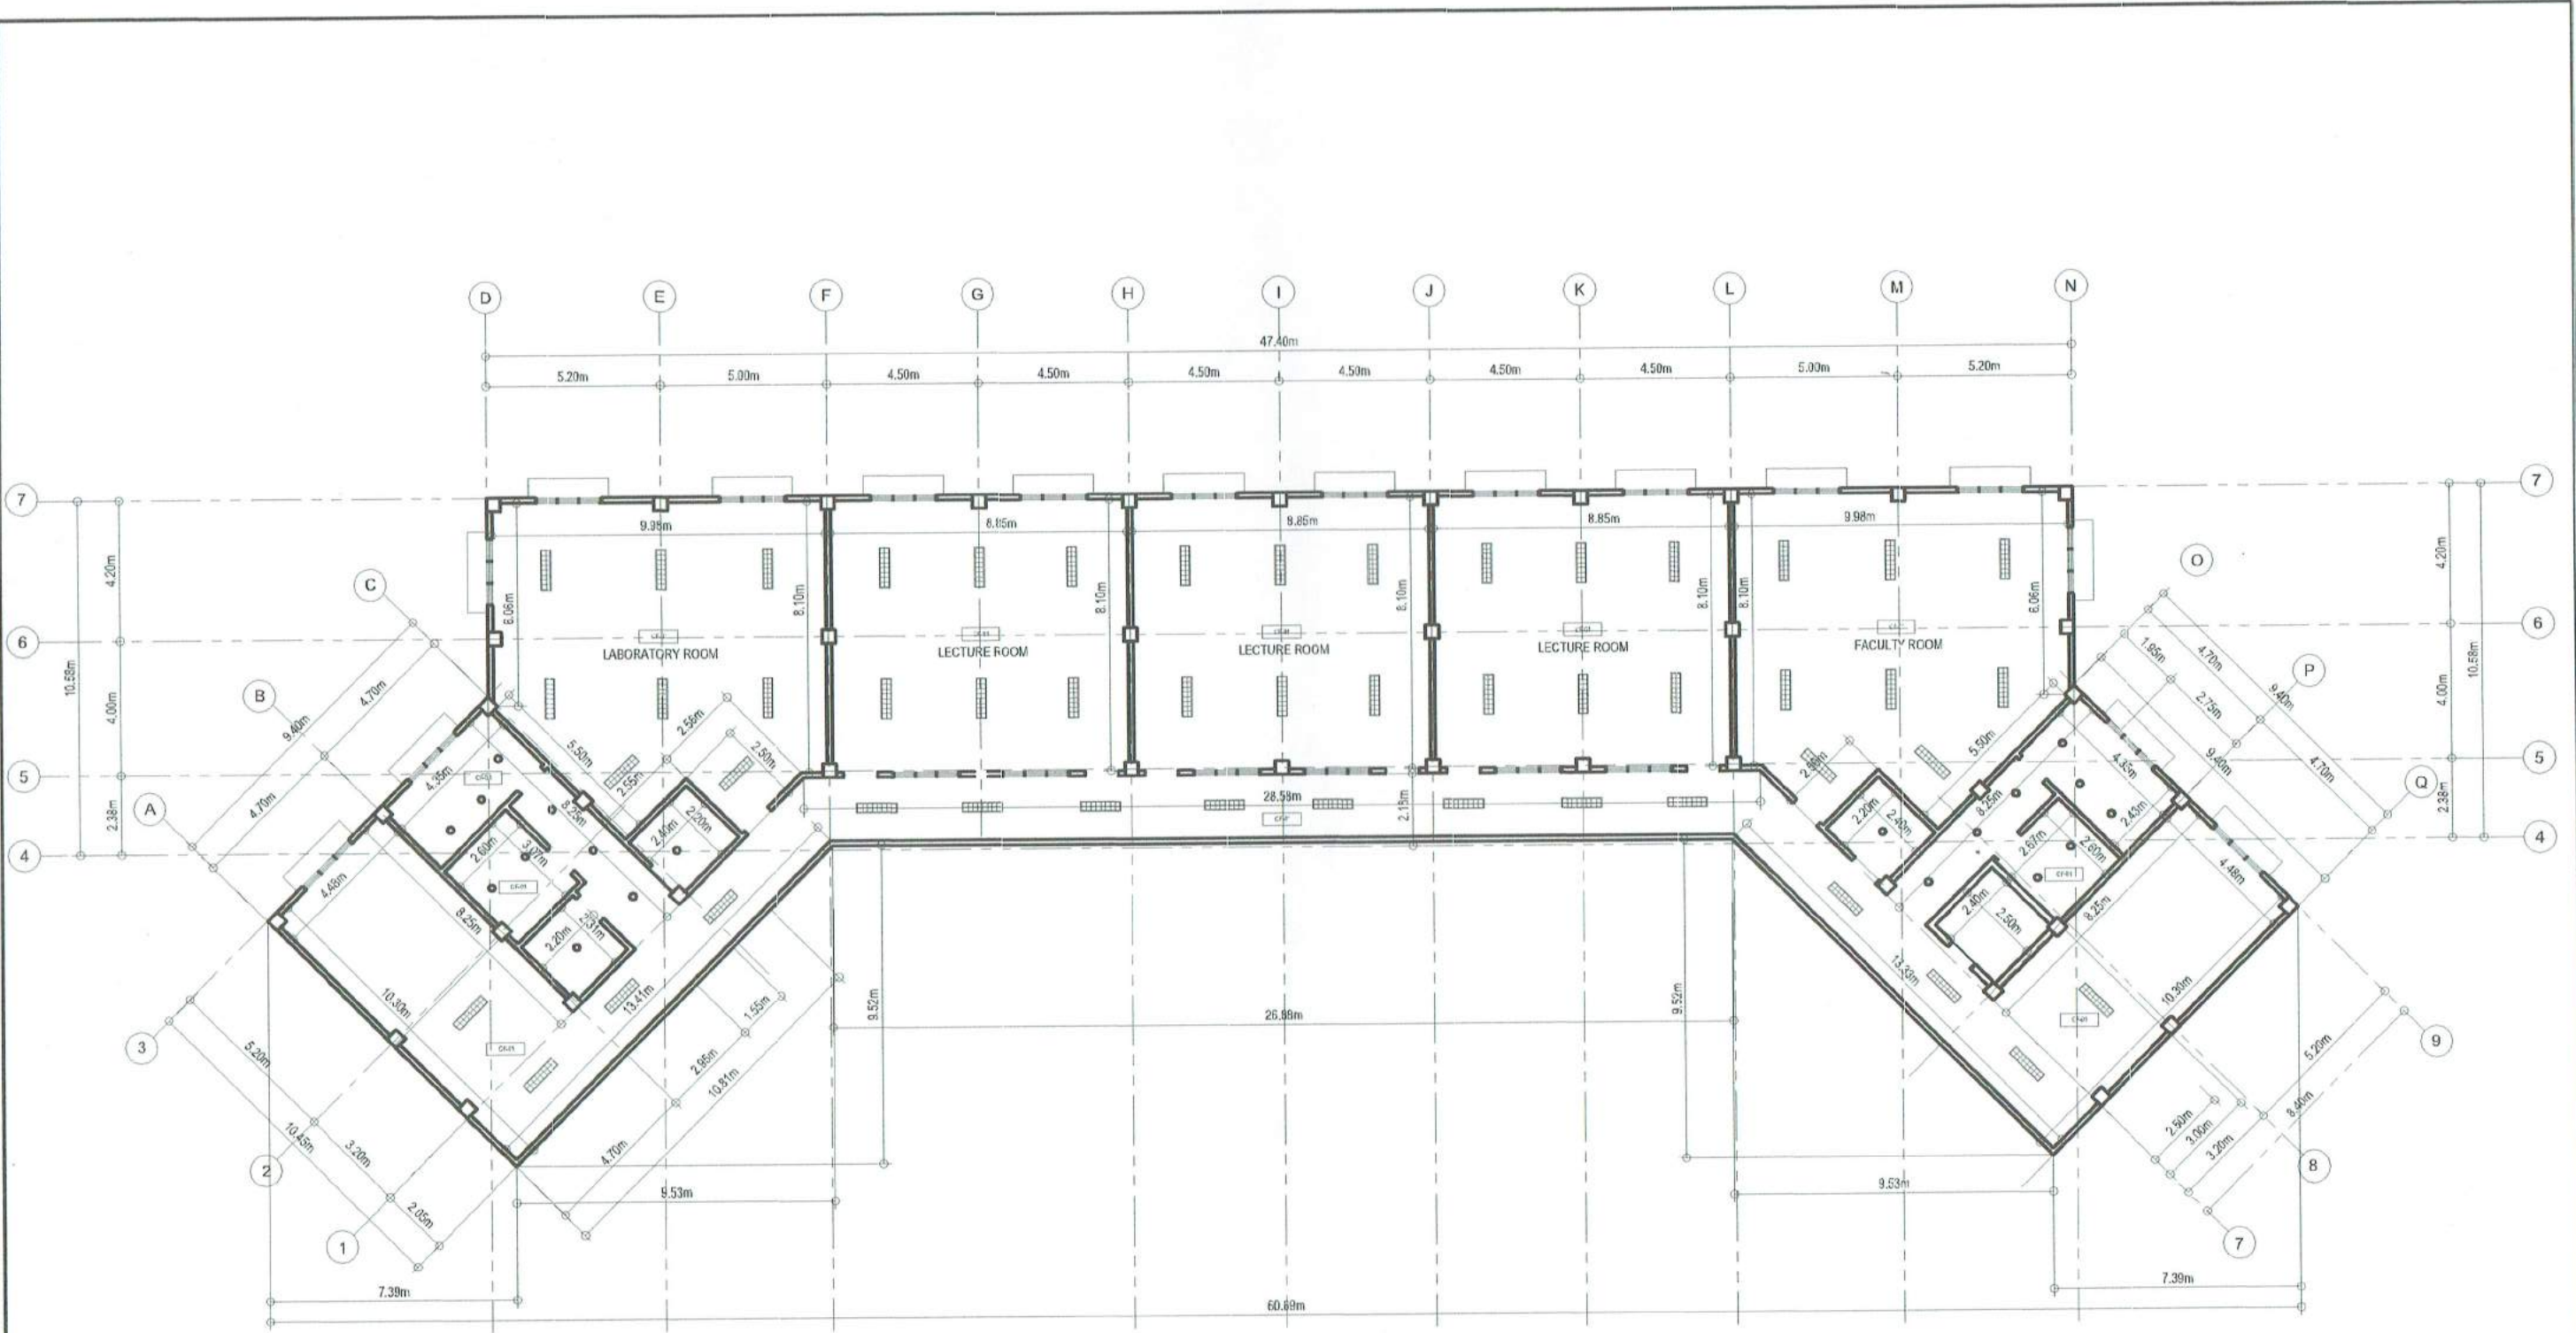 D E F G H I J K L M N
47.40m
5.20m 5.00m 4.50m 4.50m 4.50m 4.50m 4.50m 4.50m 5.00m 5.20m
7 7
9.98m 8.85m 8.85m 8.85m 9.98m
4.20m 4.20m
6.06m 8.10m 8.10m 8.10m 8.10m 8.10m 6.06m
C O
6 6
LABORATORY ROOM LECTURE ROOM LECTURE ROOM LECTURE ROOM FACULTY ROOM
10.58m 10.58m
4.00m 4.00m
B P
9.40m 4.70m 1.95m 4.70m 9.40m
2.75m
5.50m 2.55m 2.50m 5.50m 9.40m 4.70m
5 5
4.35m 4.35m
A Q
4.70m 8.25m 28.58m 8.25m
2.38m 2.18m 2.38m
2.40m 2.20m 2.20m 2.40m 2.43m
4 4
2.60m 3.07m 2.67m 2.60m
4.48m 4.48m
8.25m 2.20m 2.31m 2.40m 2.50m 8.25m
10.30m 13.41m 13.33m 10.30m
9.52m 26.98m 9.52m
1.55m
3 9
5.20m 2.95m 10.81m 5.20m
10.45m 3.20m 4.70m 3.00m 3.20m 8.40m
2 8
9.53m 9.53m
2.05m
1 7
7.39m 7.39m
60.69m